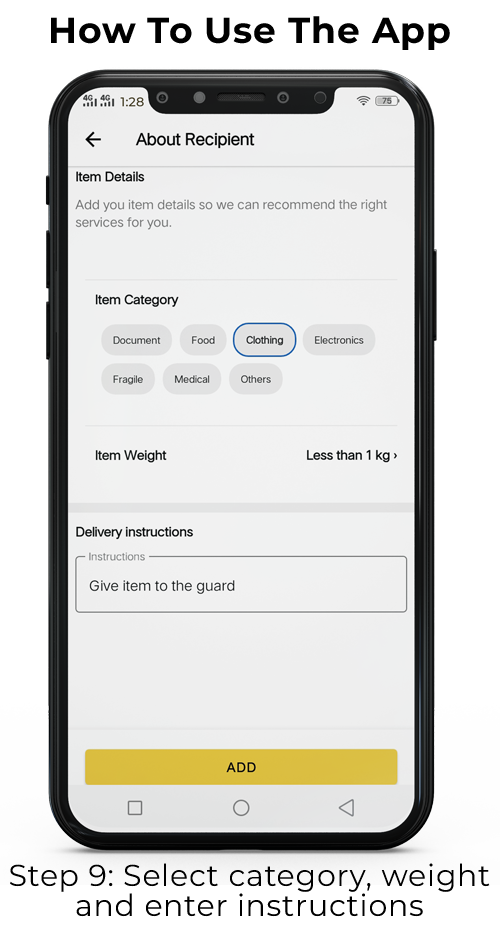 How To Use The App
4G 4G 1:28 75
About Recipient
Item Details
Add you item details so we can recommend the right
services for you.
Item Category
Document Food Clothing Electronics
Fragile Medical Others
Item Weight Less than 1 kg ›
Delivery instructions
Instructions
Give item to the guard
ADD
Step 9: Select category, weight
and enter instructions